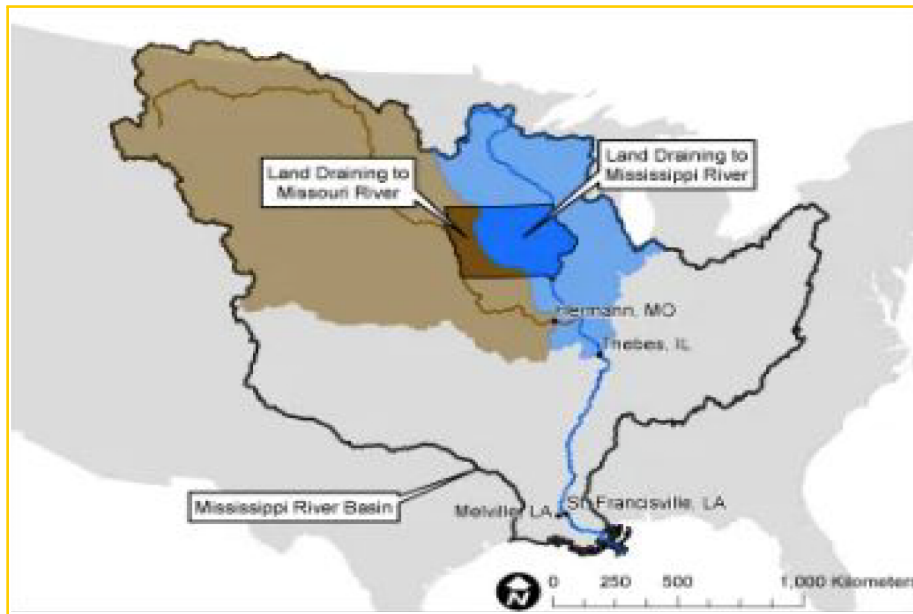 Land Draining to
Mississippi River
Land Draining to
Missouri River
Hermann, MO
Thebes, IL
Mississippi River Basin
Melville, LA
St. Francisville, LA
N
0 250 500 1,000 Kilometers